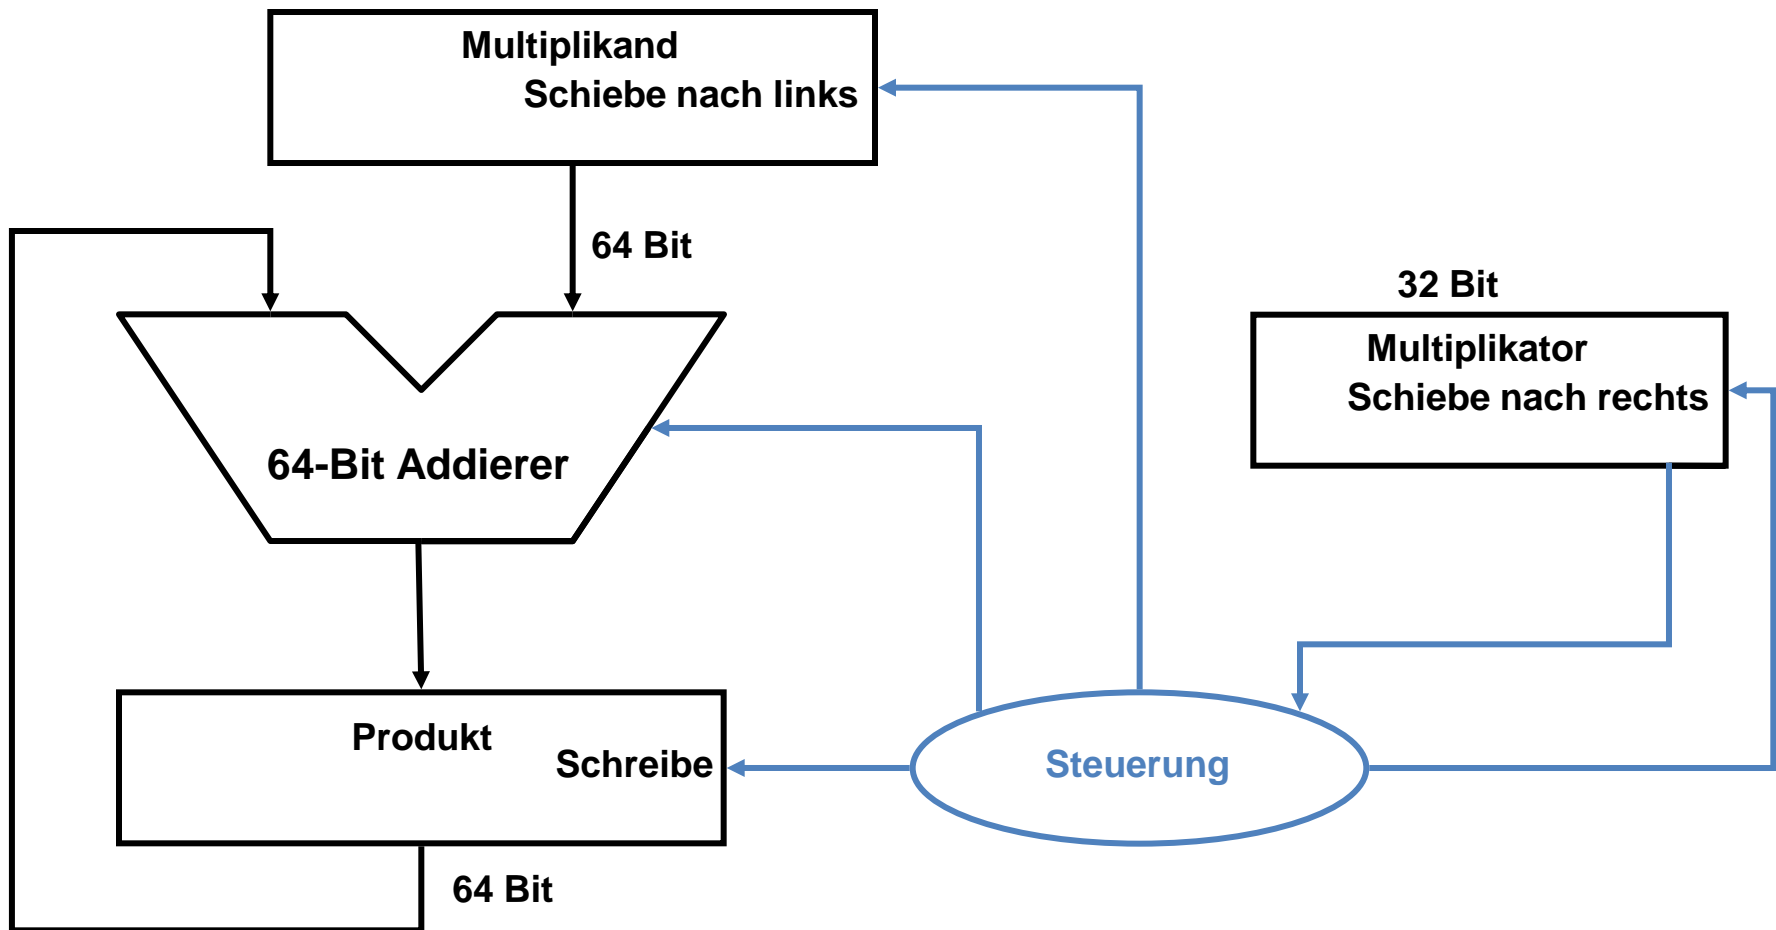 Multiplikand
Schiebe nach links
64 Bit
32 Bit
Multiplikator
Schiebe nach rechts
64-Bit Addierer
Produkt
Schreibe
Steuerung
64 Bit